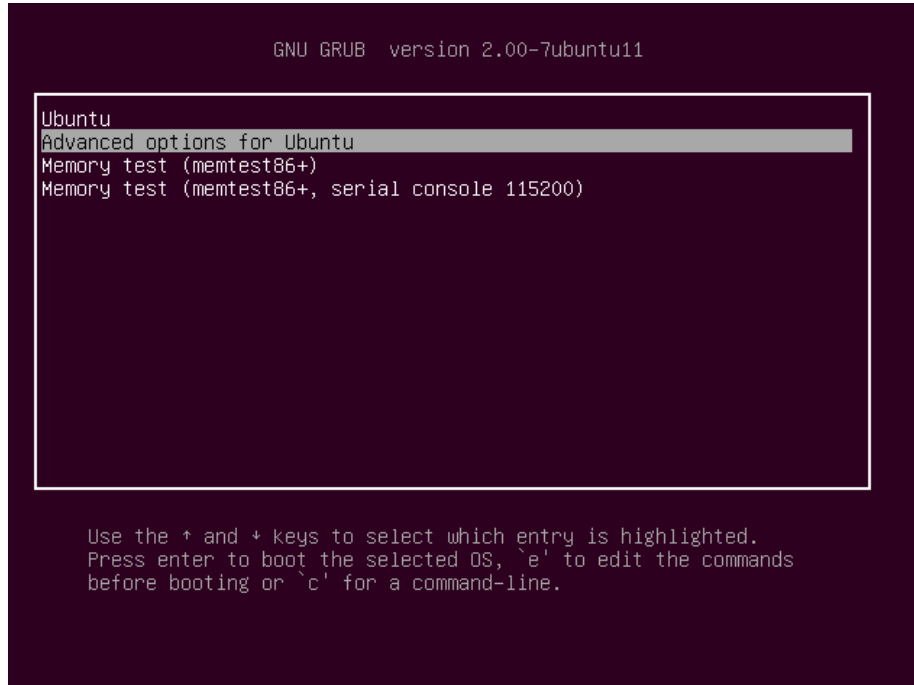 GNU GRUB  version 2.00-7ubuntu11
Ubuntu
Advanced options for Ubuntu
Memory test (memtest86+)
Memory test (memtest86+, serial console 115200)
Use the ↑ and ↓ keys to select which entry is highlighted.
Press enter to boot the selected OS, `e' to edit the commands
before booting or `c' for a command-line.